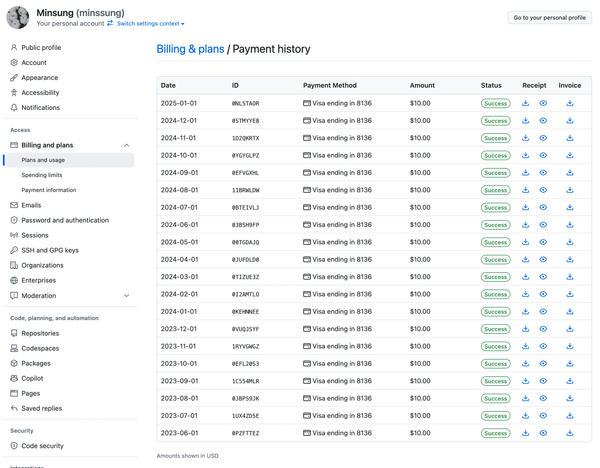 Minsung (minssung)
Your personal account Switch settings context
Go to your personal profile
Public profile
Account
Appearance
Accessibility
Notifications
Access
Billing and plans
Plans and usage
Spending limits
Payment information
Emails
Password and authentication
Sessions
SSH and GPG keys
Organizations
Enterprises
Moderation
Code, planning, and automation
Repositories
Codespaces
Packages
Copilot
Pages
Saved replies
Security
Code security
Integrations
Billing & plans / Payment history
Date ID Payment Method Amount Status Receipt Invoice
2025-01-01 0NLSTAOR Visa ending in 8136 $10.00 Success
2024-12-01 0STMYYE8 Visa ending in 8136 $10.00 Success
2024-11-01 1D2QKRTX Visa ending in 8136 $10.00 Success
2024-10-01 0YGYGLPZ Visa ending in 8136 $10.00 Success
2024-09-01 0EFVGXHL Visa ending in 8136 $10.00 Success
2024-08-01 11BRWLDW Visa ending in 8136 $10.00 Success
2024-07-01 0BTEIVLJ Visa ending in 8136 $10.00 Success
2024-06-01 03BSH9FP Visa ending in 8136 $10.00 Success
2024-05-01 00TGDAJQ Visa ending in 8136 $10.00 Success
2024-04-01 0JUFDLD0 Visa ending in 8136 $10.00 Success
2024-03-01 0TIZUE3Z Visa ending in 8136 $10.00 Success
2024-02-01 0I2AMTLO Visa ending in 8136 $10.00 Success
2024-01-01 0KEHNNEE Visa ending in 8136 $10.00 Success
2023-12-01 0VUQJSYF Visa ending in 8136 $10.00 Success
2023-11-01 1RYVGWGZ Visa ending in 8136 $10.00 Success
2023-10-01 0EFL20S3 Visa ending in 8136 $10.00 Success
2023-09-01 1C554MLR Visa ending in 8136 $10.00 Success
2023-08-01 0JBPS9JK Visa ending in 8136 $10.00 Success
2023-07-01 1UX4ZD5E Visa ending in 8136 $10.00 Success
2023-06-01 0PZFTTEZ Visa ending in 8136 $10.00 Success
Amounts shown in USD